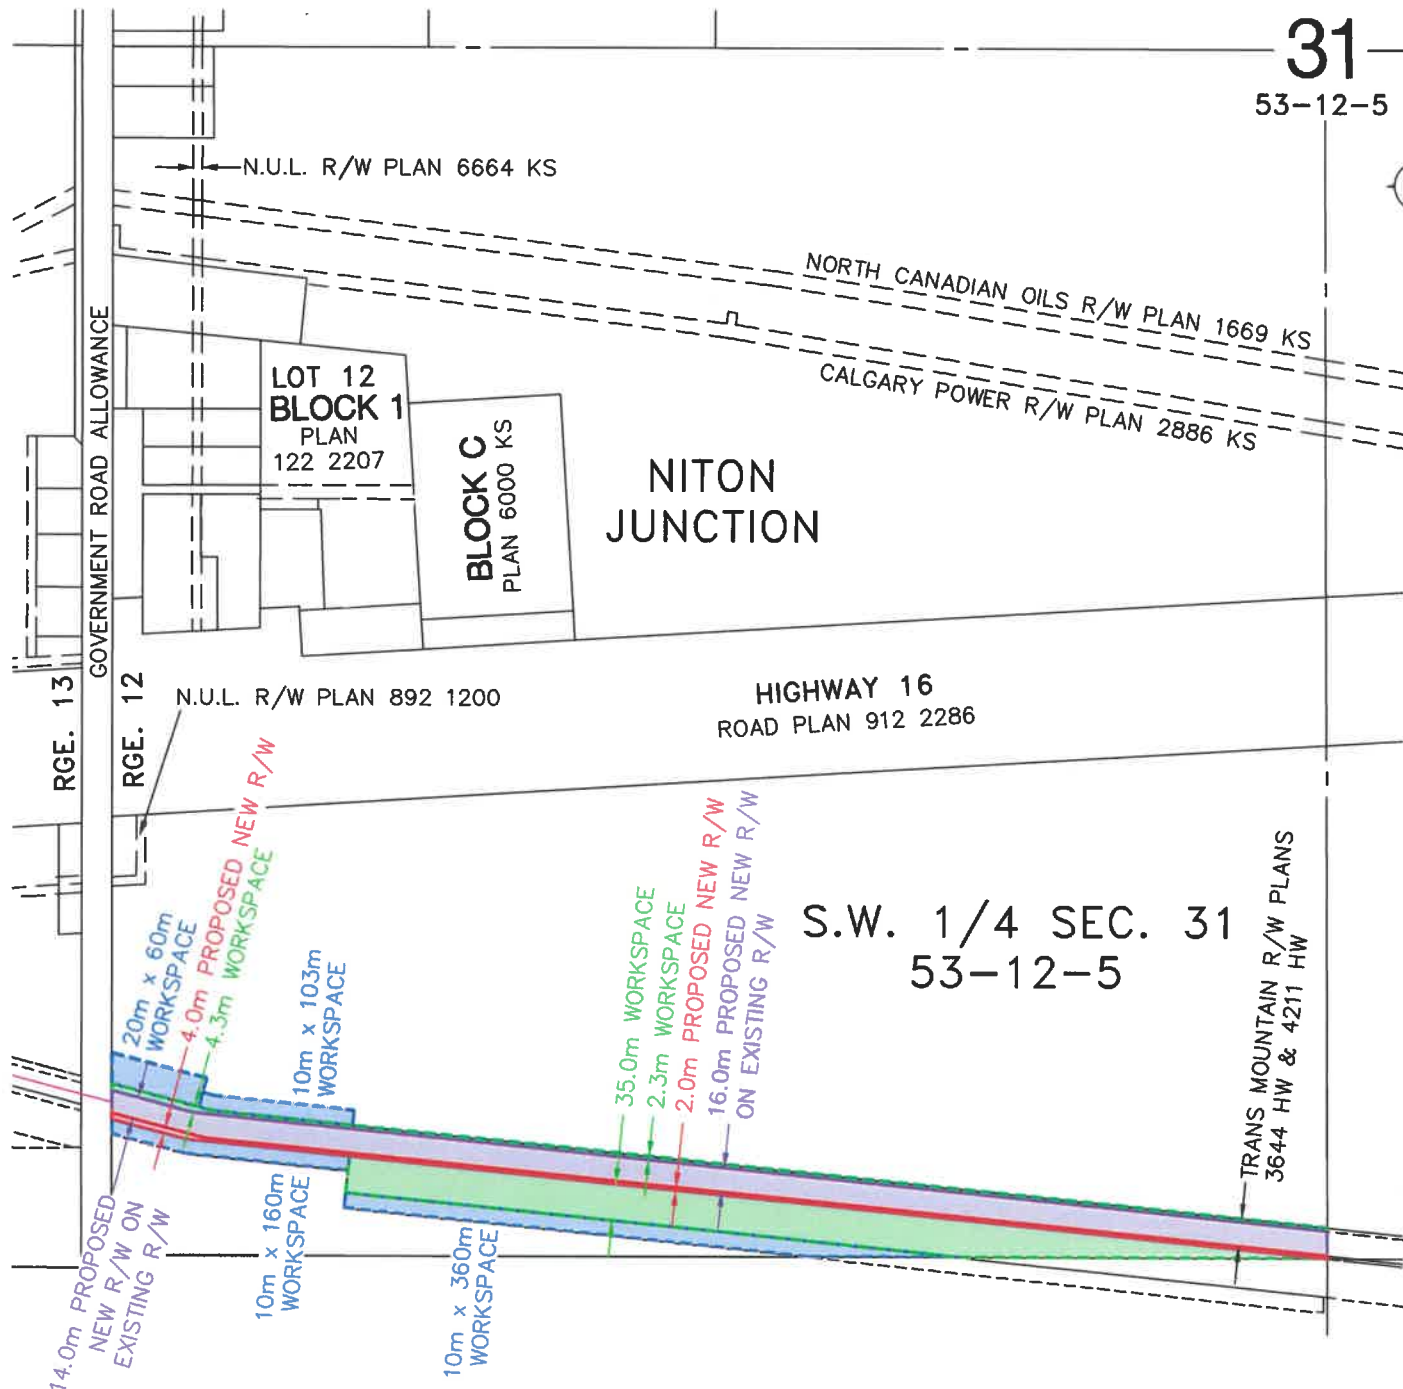 31
53-12-5
N.U.L. R/W PLAN 6664 KS
NORTH CANADIAN OILS R/W PLAN 1669 KS
CALGARY POWER R/W PLAN 2886 KS
GOVERNMENT ROAD ALLOWANCE
LOT 12
BLOCK 1
PLAN
122 2207
BLOCK C
PLAN 6000 KS
NITON
JUNCTION
RGE. 13
RGE. 12
N.U.L. R/W PLAN 892 1200
HIGHWAY 16
ROAD PLAN 912 2286
20m x 60m
WORKSPACE
4.0m PROPOSED NEW R/W
4.3m WORKSPACE
10m x 103m
WORKSPACE
35.0m WORKSPACE
2.3m WORKSPACE
2.0m PROPOSED NEW R/W
16.0m PROPOSED NEW R/W
ON EXISTING R/W
S.W. 1/4 SEC. 31
53-12-5
TRANS MOUNTAIN R/W PLANS
3644 HW & 4211 HW
14.0m PROPOSED
NEW R/W ON
EXISTING R/W
10m x 160m
WORKSPACE
10m x 360m
WORKSPACE